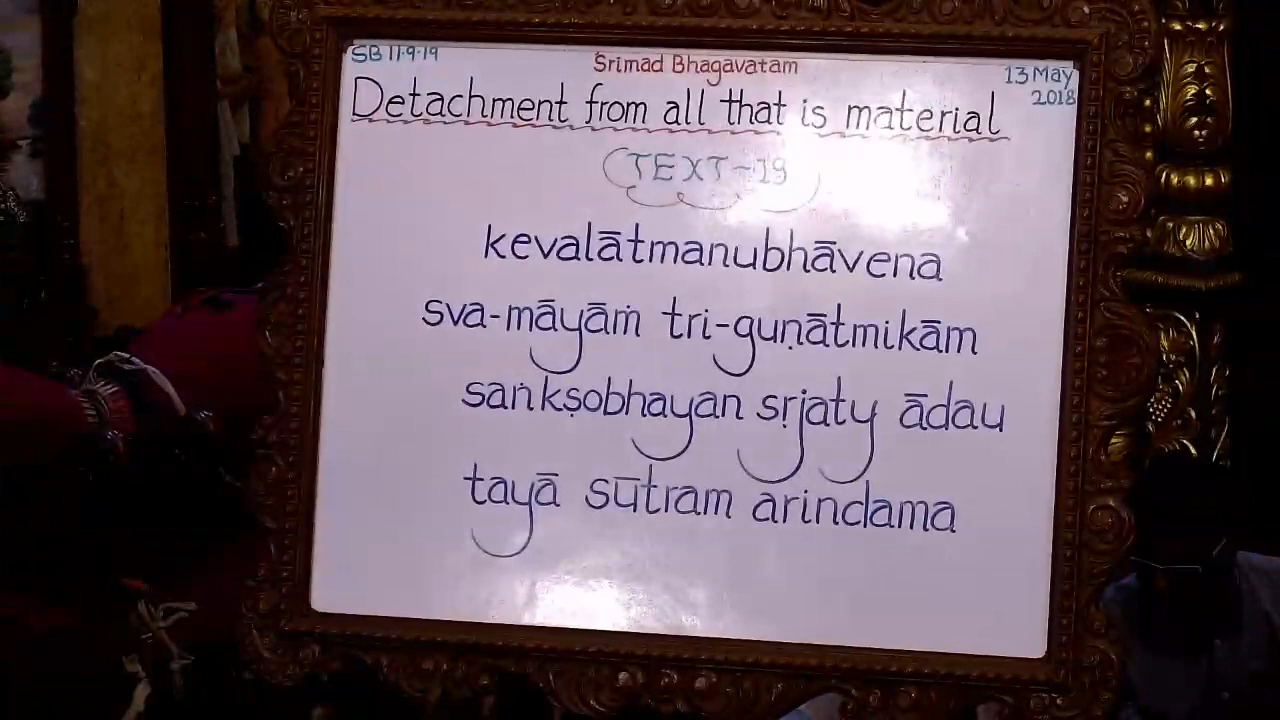 SB 11.9.19
Srimad Bhagavatam
13 May
2018
Detachment from all that is material
TEXT-19
kevalātmanubhāvena
sva-māyāṁ tri-guṇātmikām
saṅkṣobhayan sṛjaty ādau
tayā sūtram arindama